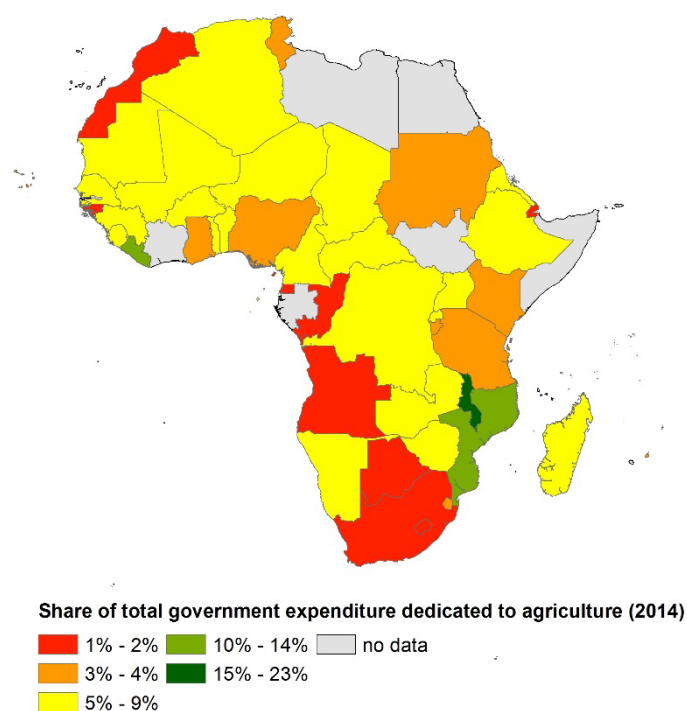 Share of total government expenditure dedicated to agriculture (2014)
1% - 2% 10% - 14% no data
3% - 4% 15% - 23%
5% - 9%